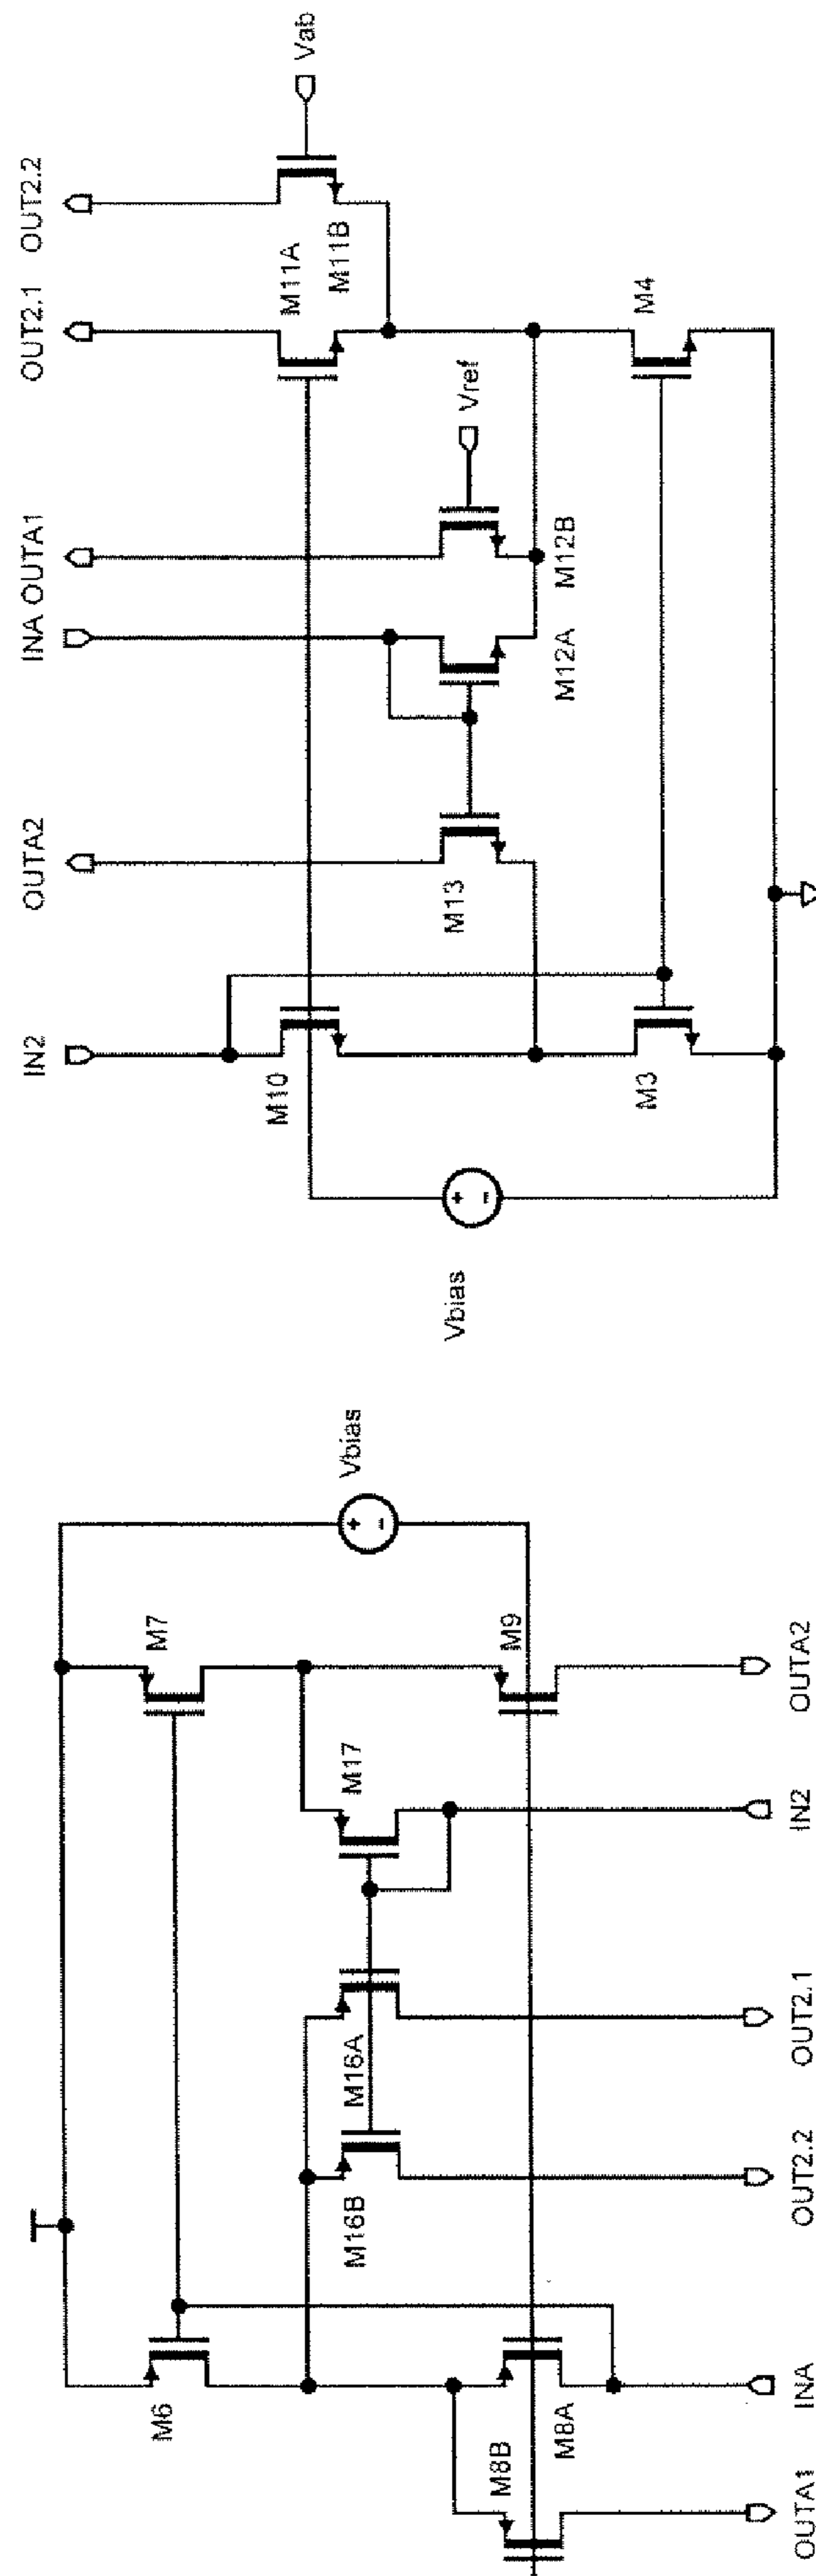 Vab
OUT2.2
OUT2.1
M11A
M11B
M4
Vref
INA
OUTA1
M12B
M12A
OUTA2
M13
IN2
M10
M3
Vbias
Vbias
M7
M9
OUTA2
M17
IN2
M16A
OUT2.1
M16B
OUT2.2
M6
M8A
INA
M8B
OUTA1